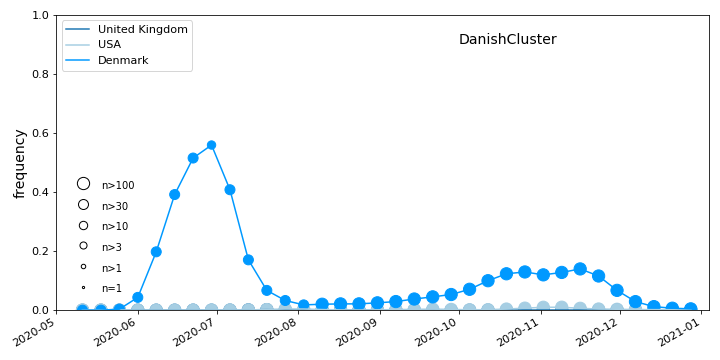 DanishCluster
United Kingdom
USA
Denmark
frequency
1.0
0.8
0.6
0.4
0.2
0.0
n>100
n>30
n>10
n>3
n>1
n=1
2020-05
2020-06
2020-07
2020-08
2020-09
2020-10
2020-11
2020-12
2021-01